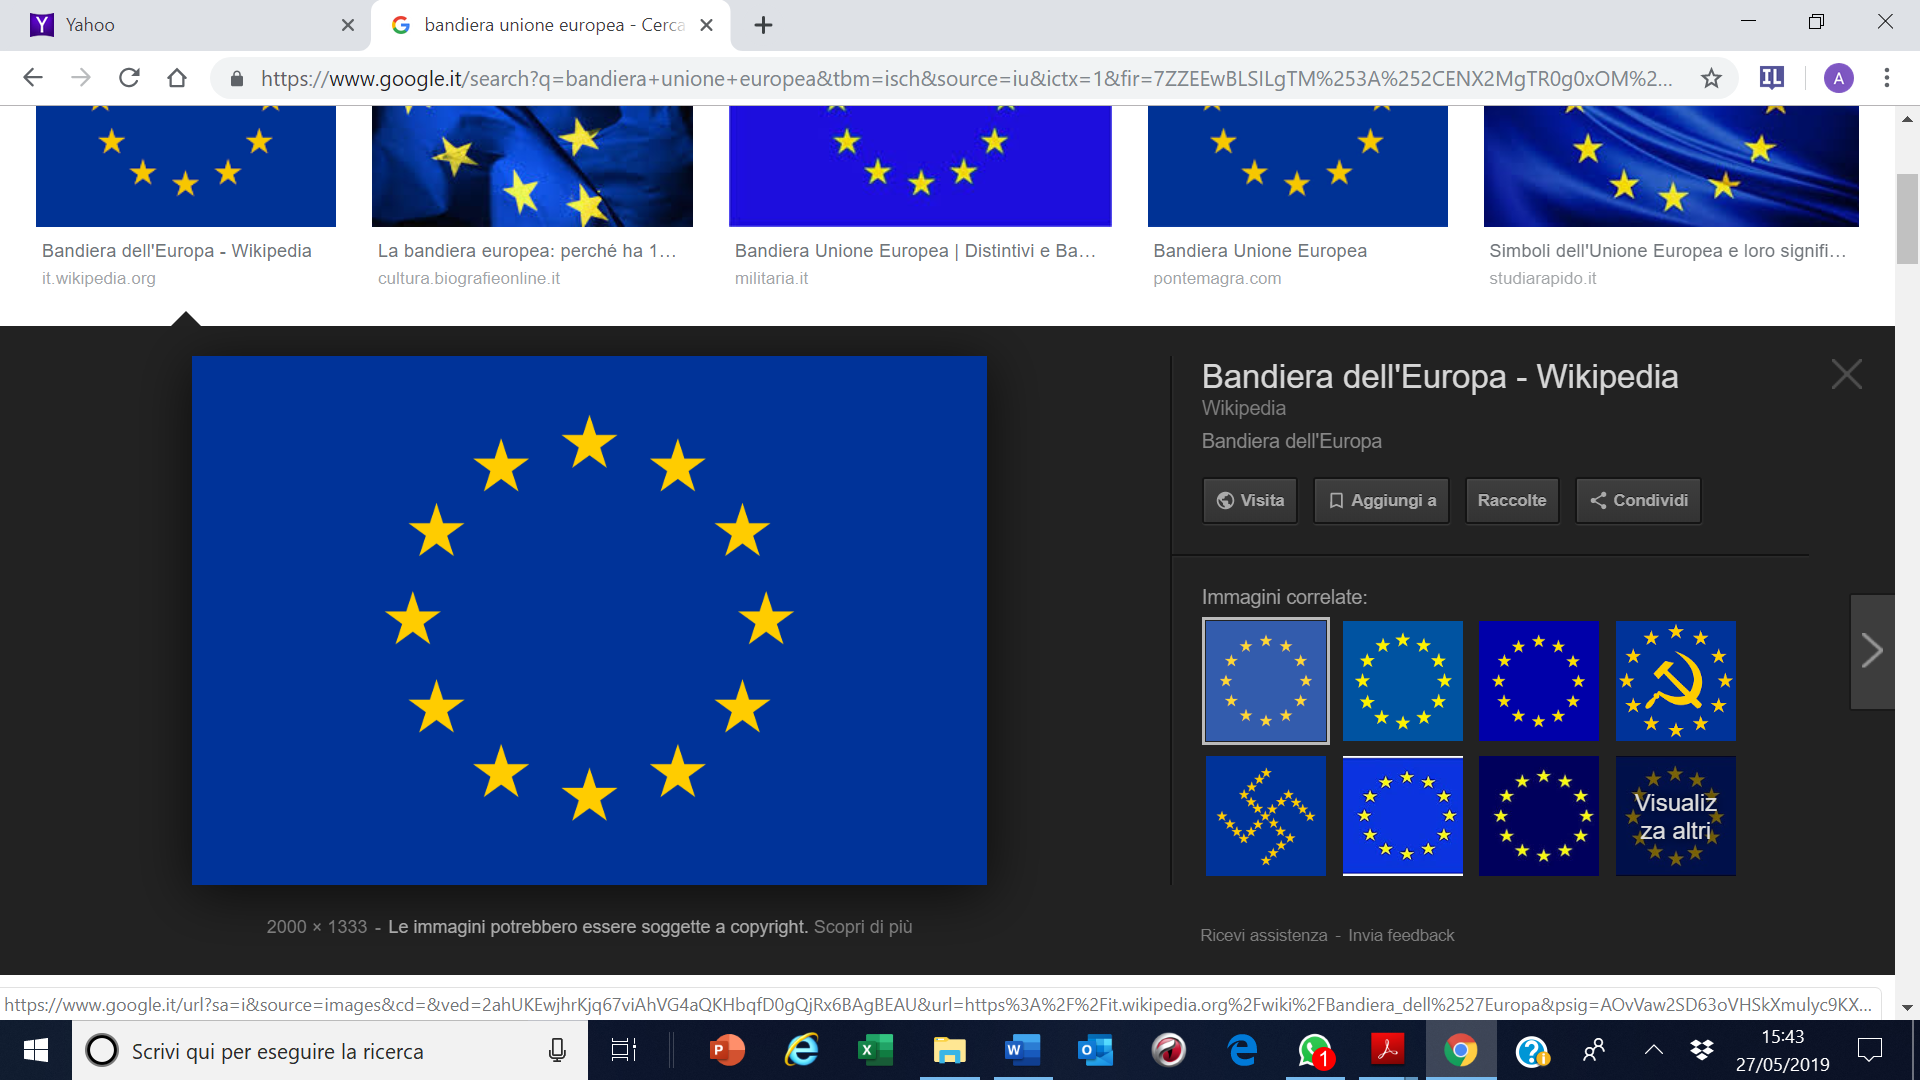 Yahoo
bandiera unione europea - Cerca
https://www.google.it/search?q=bandiera+unione+europea&tbm=isch&source=iu&ictx=1&fir=7ZZEEwBLSILgTM%253A%252CENX2MgTR0g0xOM%2...
IL
A
Bandiera dell'Europa - Wikipedia
it.wikipedia.org
La bandiera europea: perché ha 1...
cultura.biografieonline.it
Bandiera Unione Europea | Distintivi e Ba...
militaria.it
Bandiera Unione Europea
pontemagra.com
Simboli dell'Unione Europea e loro signifi...
studiarapido.it
Bandiera dell'Europa - Wikipedia
Wikipedia
Bandiera dell'Europa
Visita
Aggiungi a
Raccolte
Condividi
Immagini correlate:
Visualiz
za altri
2000 × 1333 - Le immagini potrebbero essere soggette a copyright. Scopri di più
Ricevi assistenza - Invia feedback
https://www.google.it/url?sa=i&source=images&cd=&ved=2ahUKEwjhrKjq67viAhVG4aQKHbqfD0gQjRx6BAgBEAU&url=https%3A%2F%2Fit.wikipedia.org%2Fwiki%2FBandiera_dell%2527Europa&psig=AOvVaw2SD63oVHSkXmulyc9KX...
Scrivi qui per eseguire la ricerca
1
15:43
27/05/2019